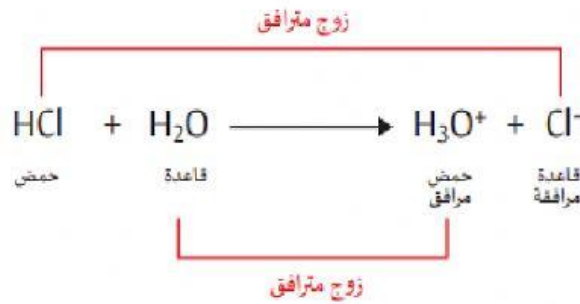 زوج مترافق
HCl + H₂O ⟶ H₃O⁺ + Cl⁻
حمض قاعدة حمض مرافق قاعدة مرافقة
زوج مترافق